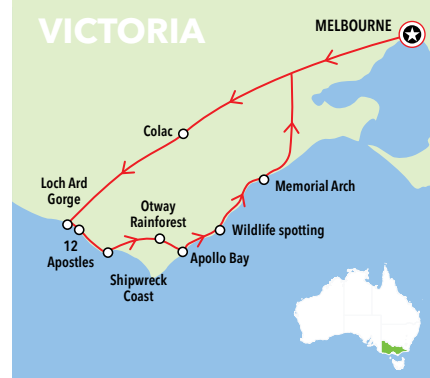 VICTORIA
MELBOURNE
Colac
Loch Ard
Gorge
12
Apostles
Shipwreck
Coast
Otway
Rainforest
Apollo Bay
Wildlife spotting
Memorial Arch